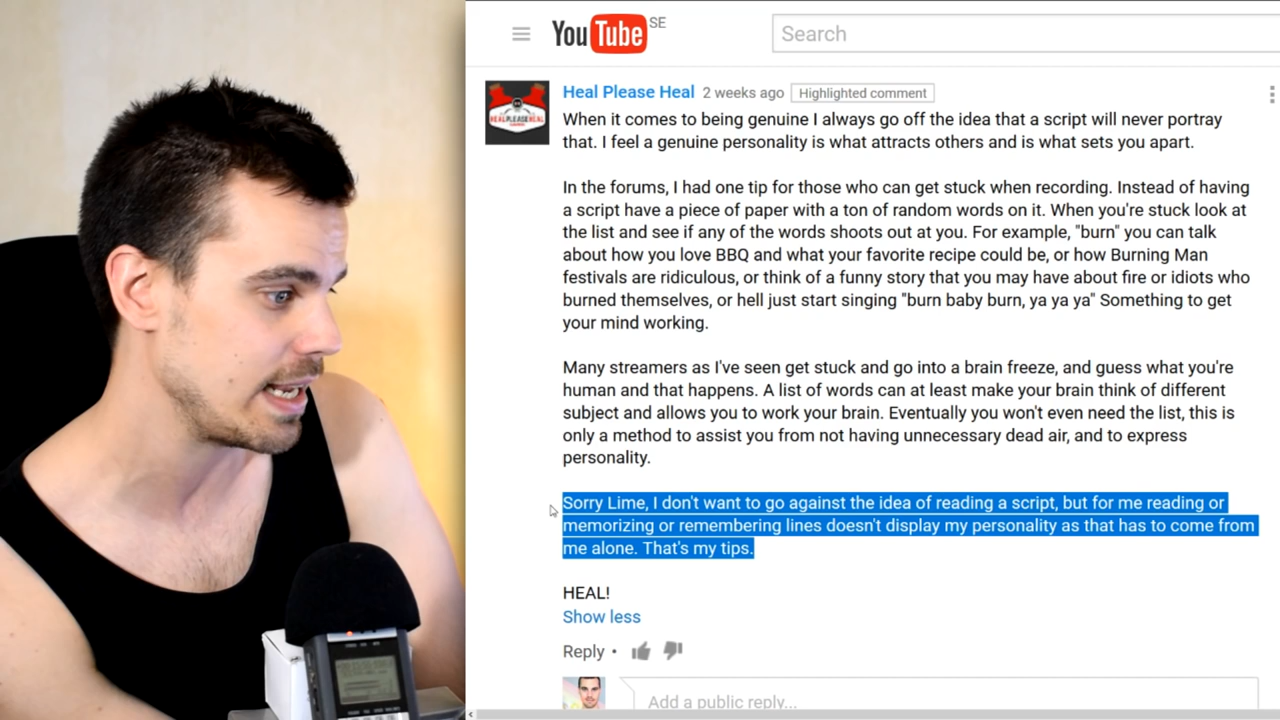 YouTube SE
Search
Heal Please Heal 2 weeks ago Highlighted comment
When it comes to being genuine I always go off the idea that a script will never portray
that. I feel a genuine personality is what attracts others and is what sets you apart.
In the forums, I had one tip for those who can get stuck when recording. Instead of having
a script have a piece of paper with a ton of random words on it. When you're stuck look at
the list and see if any of the words shoots out at you. For example, "burn" you can talk
about how you love BBQ and what your favorite recipe could be, or how Burning Man
festivals are ridiculous, or think of a funny story that you may have about fire or idiots who
burned themselves, or hell just start singing "burn baby burn, ya ya ya" Something to get
your mind working.
Many streamers as I've seen get stuck and go into a brain freeze, and guess what you're
human and that happens. A list of words can at least make your brain think of different
subject and allows you to work your brain. Eventually you won't even need the list, this is
only a method to assist you from not having unnecessary dead air, and to express
personality.
Sorry Lime, I don't want to go against the idea of reading a script, but for me reading or
memorizing or remembering lines doesn't display my personality as that has to come from
me alone. That's my tips.
HEAL!
Show less
Reply •
Add a public reply...